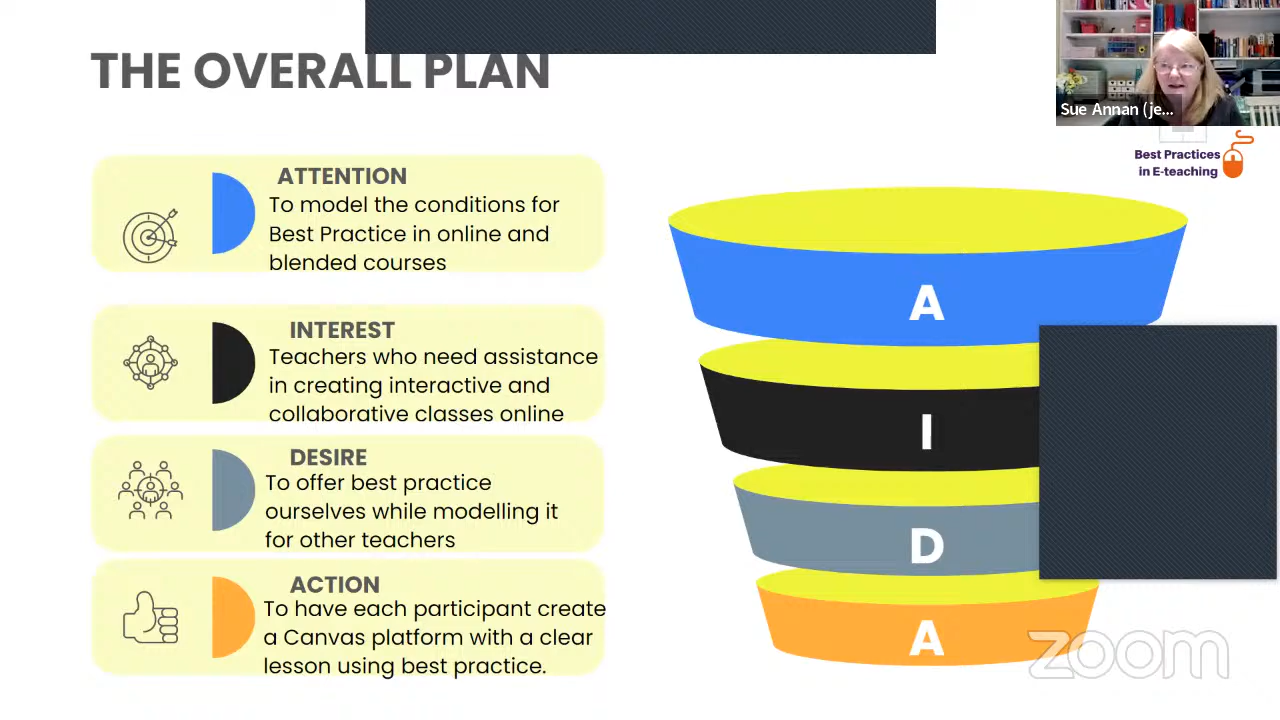 THE OVERALL PLAN
ATTENTION
To model the conditions for
Best Practice in online and
blended courses
INTEREST
Teachers who need assistance
in creating interactive and
collaborative classes online
DESIRE
To offer best practice
ourselves while modelling it
for other teachers
ACTION
To have each participant create
a Canvas platform with a clear
lesson using best practice.
Sue Annan (je...
Best Practices
in E-teaching
A
I
D
A
zoom